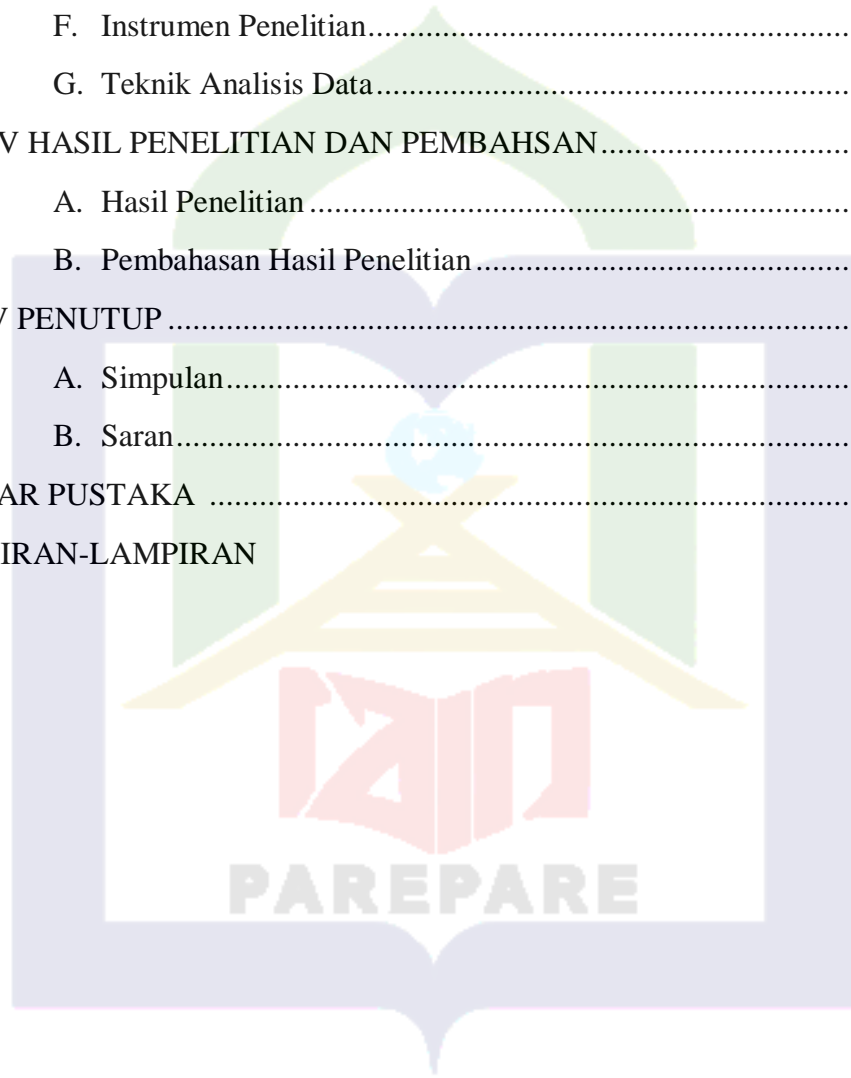 F. Instrumen Penelitian..........................................................
G. Teknik Analisis Data.........................................................
V HASIL PENELITIAN DAN PEMBAHSAN..............................
A. Hasil Penelitian .................................................................
B. Pembahasan Hasil Penelitian .............................................
V PENUTUP ....................................................................................
A. Simpulan............................................................................
B. Saran..................................................................................
AR PUSTAKA ...............................................................................
IRAN-LAMPIRAN
iain
PAREPARE